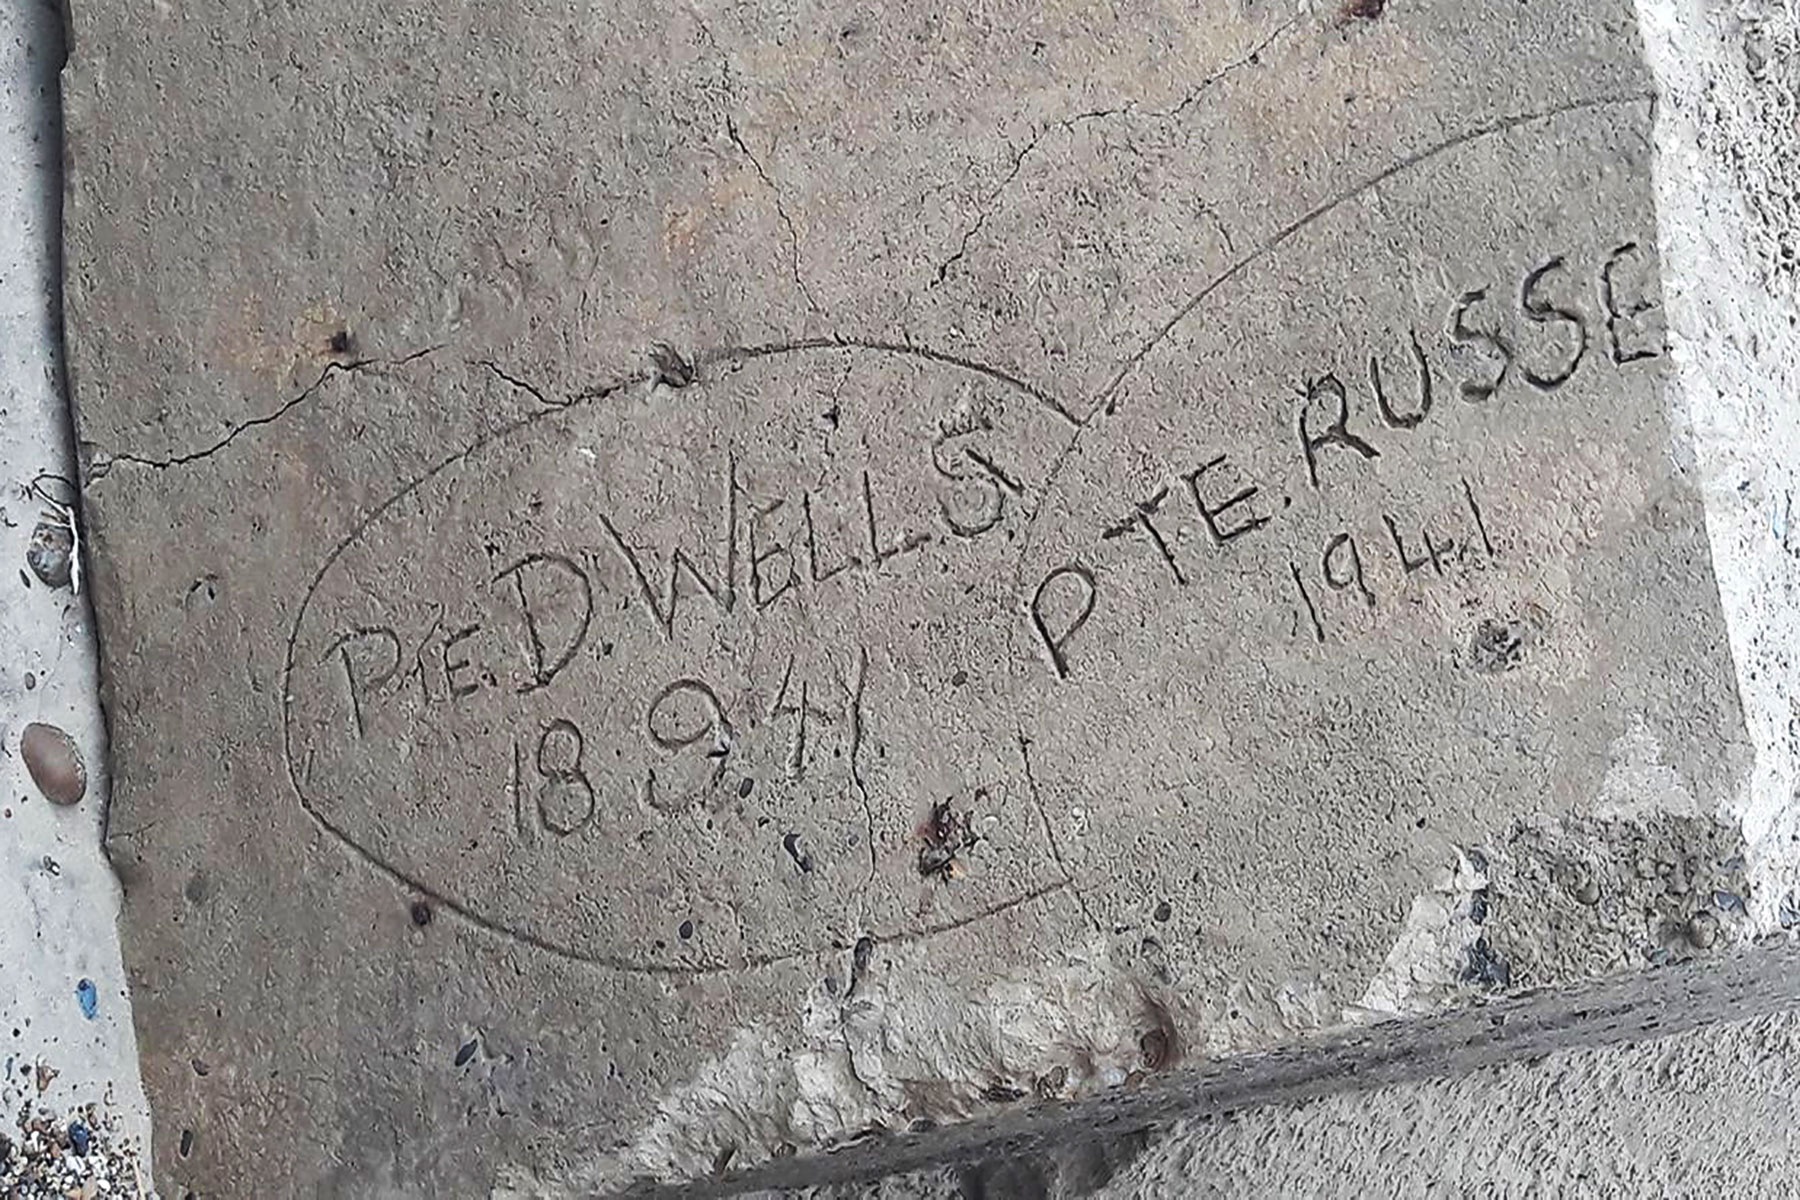 PTE. D. WELLS.
18 9 41
PTE. RUSSE
1941